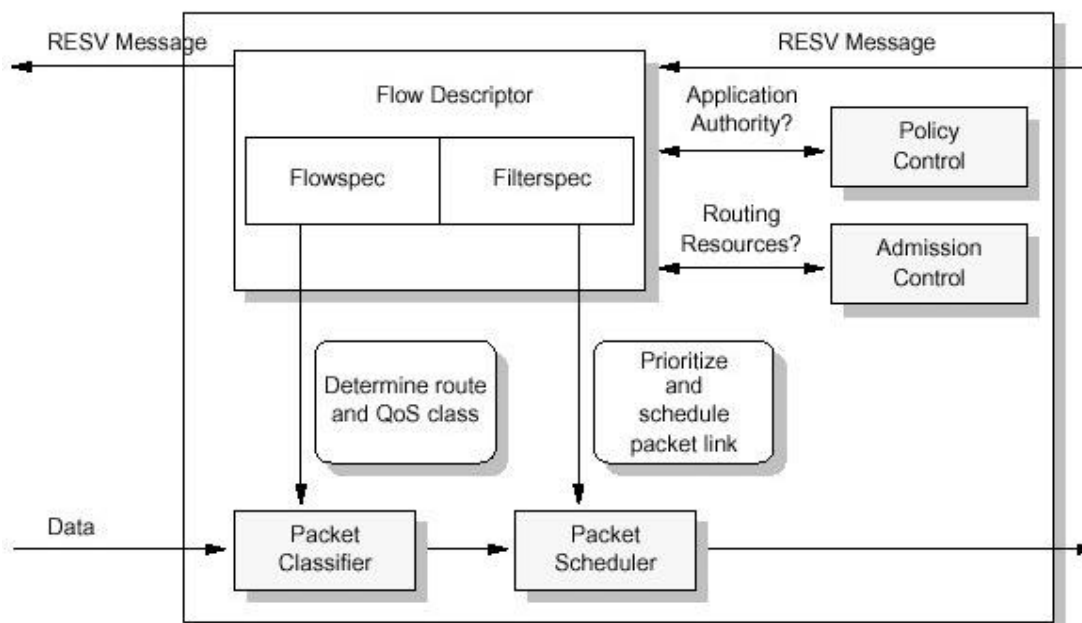 RESV Message
RESV Message
Flow Descriptor
Flowspec
Filterspec
Application
Authority?
Policy
Control
Routing
Resources?
Admission
Control
Determine route
and QoS class
Prioritize
and
schedule
packet link
Data
Packet
Classifier
Packet
Scheduler